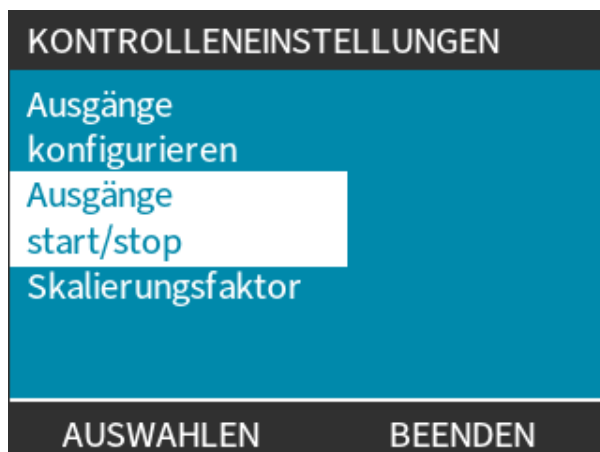 KONTROLLENEINSTELLUNGEN
Ausgänge
konfigurieren
Ausgänge
start/stop
Skalierungsfaktor
AUSWAHLEN BEENDEN